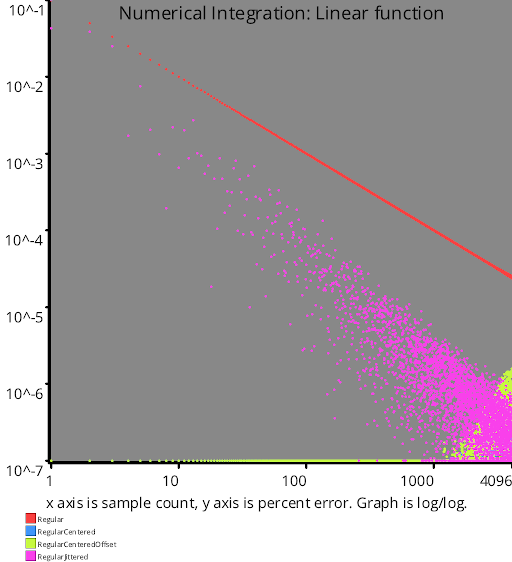 10^-1
Numerical Integration: Linear function
10^-2
10^-3
10^-4
10^-5
10^-6
10^-7
1 10 100 1000 4096
x axis is sample count, y axis is percent error. Graph is log/log.
Regular
RegularCentered
RegularCenteredOffset
RegularJittered